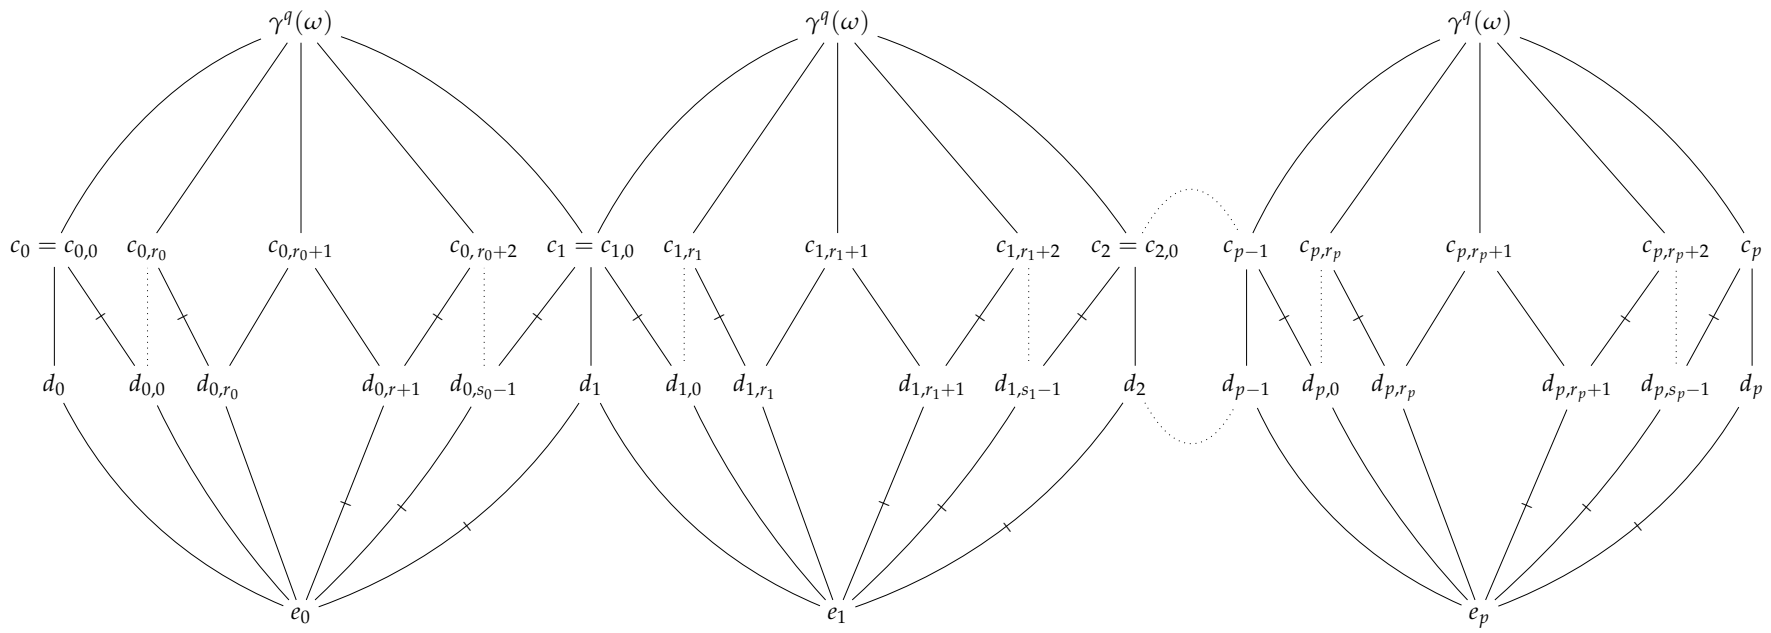 γ^q(ω) γ^q(ω) γ^q(ω)
c_0 = c_{0,0} c_{0,r_0} c_{0,r_0+1} c_{0,r_0+2} c_1 = c_{1,0} c_{1,r_1} c_{1,r_1+1} c_{1,r_1+2} c_2 = c_{2,0} c_{p−1} c_{p,r_p} c_{p,r_p+1} c_{p,r_p+2} c_p
d_0 d_{0,0} d_{0,r_0} d_{0,r+1} d_{0,s_0−1} d_1 d_{1,0} d_{1,r_1} d_{1,r_1+1} d_{1,s_1−1} d_2 d_{p−1} d_{p,0} d_{p,r_p} d_{p,r_p+1} d_{p,s_p−1} d_p
e_0 e_1 e_p